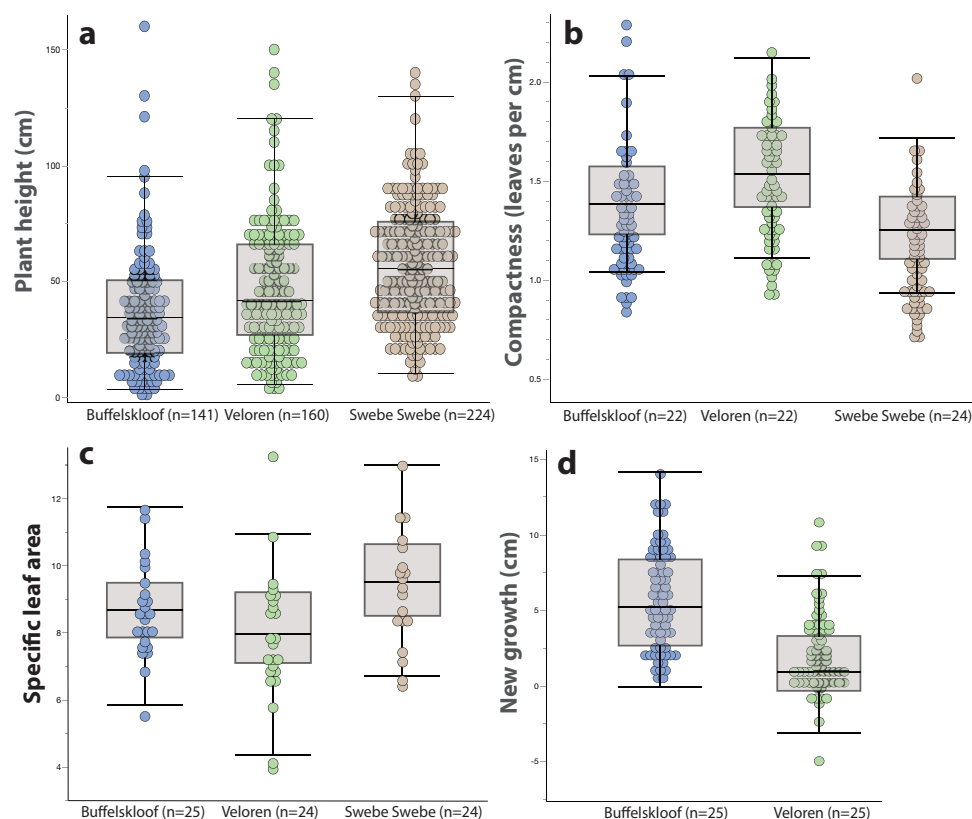 a
Plant height (cm)
150
100
50
0
Buffelskloof (n=141) Veloren (n=160) Swebe Swebe (n=224)
b
Compactness (leaves per cm)
2.0
1.5
1.0
0.5
Buffelskloof (n=22) Veloren (n=22) Swebe Swebe (n=24)
c
Specific leaf area
12
10
8
6
4
Buffelskloof (n=25) Veloren (n=24) Swebe Swebe (n=24)
d
New growth (cm)
15
10
5
0
-5
Buffelskloof (n=25) Veloren (n=25)